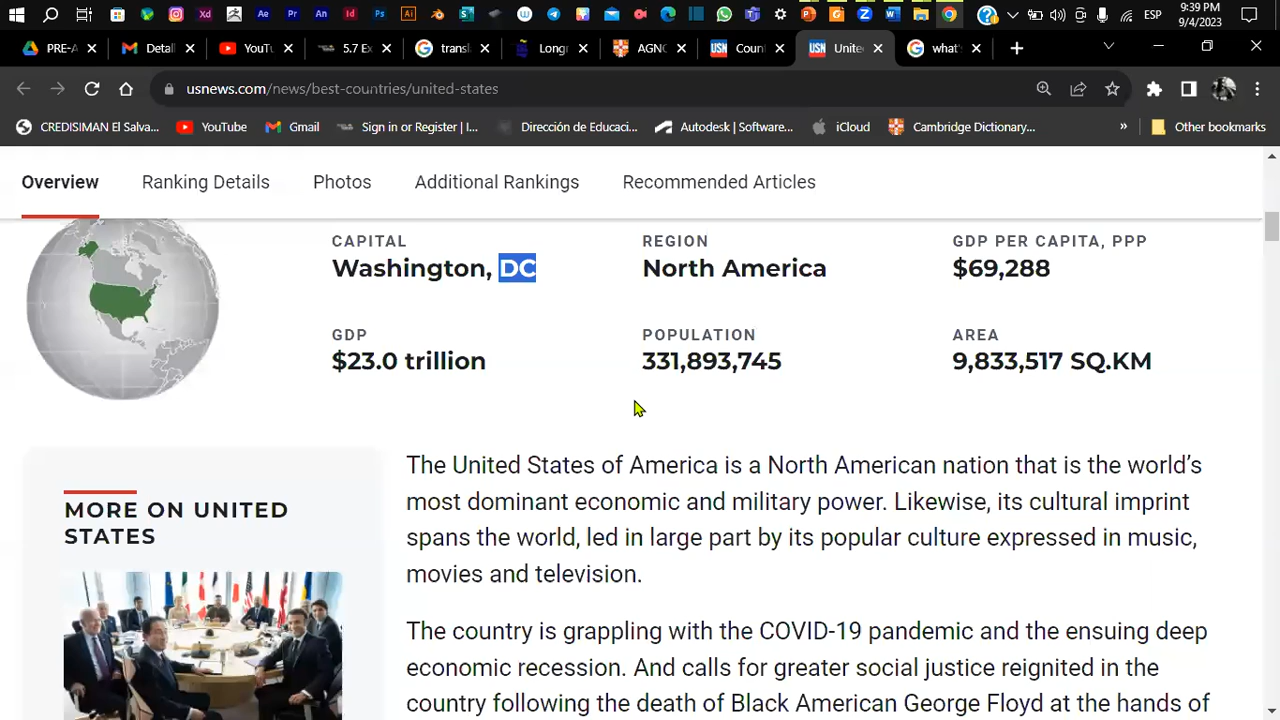 9:39 PM
ESP
9/4/2023
PRE-A
Detail
YouTu
5.7 Ex
transl
Longr
AGNC
Count
Unite
what'
usnews.com/news/best-countries/united-states
CREDISIMAN El Salva...
YouTube
Gmail
Sign in or Register | I...
Dirección de Educaci...
Autodesk | Software...
iCloud
Cambridge Dictionary...
»
Other bookmarks
Overview
Ranking Details
Photos
Additional Rankings
Recommended Articles
CAPITAL
Washington, DC
REGION
North America
GDP PER CAPITA, PPP
$69,288
GDP
$23.0 trillion
POPULATION
331,893,745
AREA
9,833,517 SQ.KM
MORE ON UNITED
STATES
The United States of America is a North American nation that is the world’s
most dominant economic and military power. Likewise, its cultural imprint
spans the world, led in large part by its popular culture expressed in music,
movies and television.
The country is grappling with the COVID-19 pandemic and the ensuing deep
economic recession. And calls for greater social justice reignited in the
country following the death of Black American George Floyd at the hands of